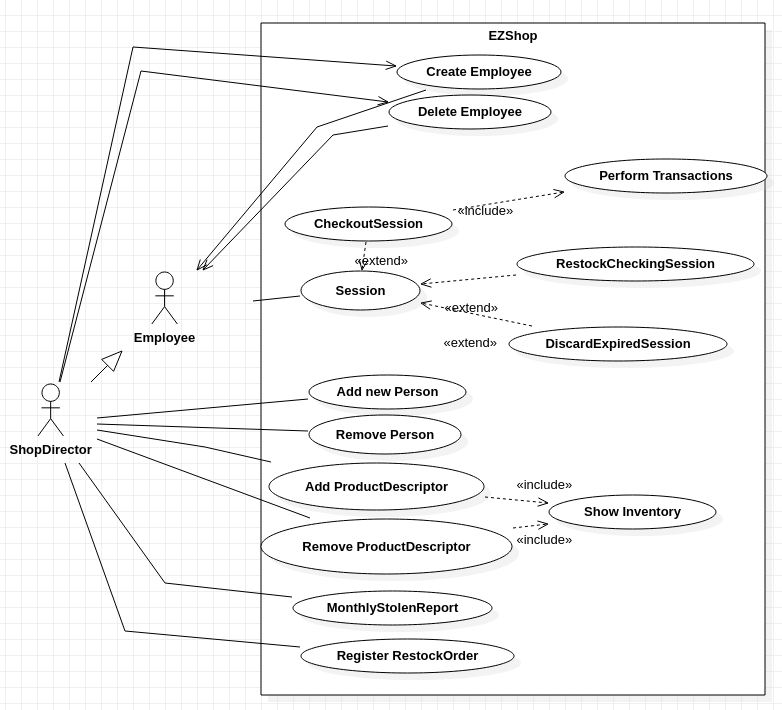 EZShop
Create Employee
Delete Employee
Perform Transactions
«include»
CheckoutSession
«extend»
RestockCheckingSession
Session
«extend»
Employee
«extend»
DiscardExpiredSession
Add new Person
Remove Person
ShopDirector
Add ProductDescriptor
«include»
Show Inventory
«include»
Remove ProductDescriptor
MonthlyStolenReport
Register RestockOrder